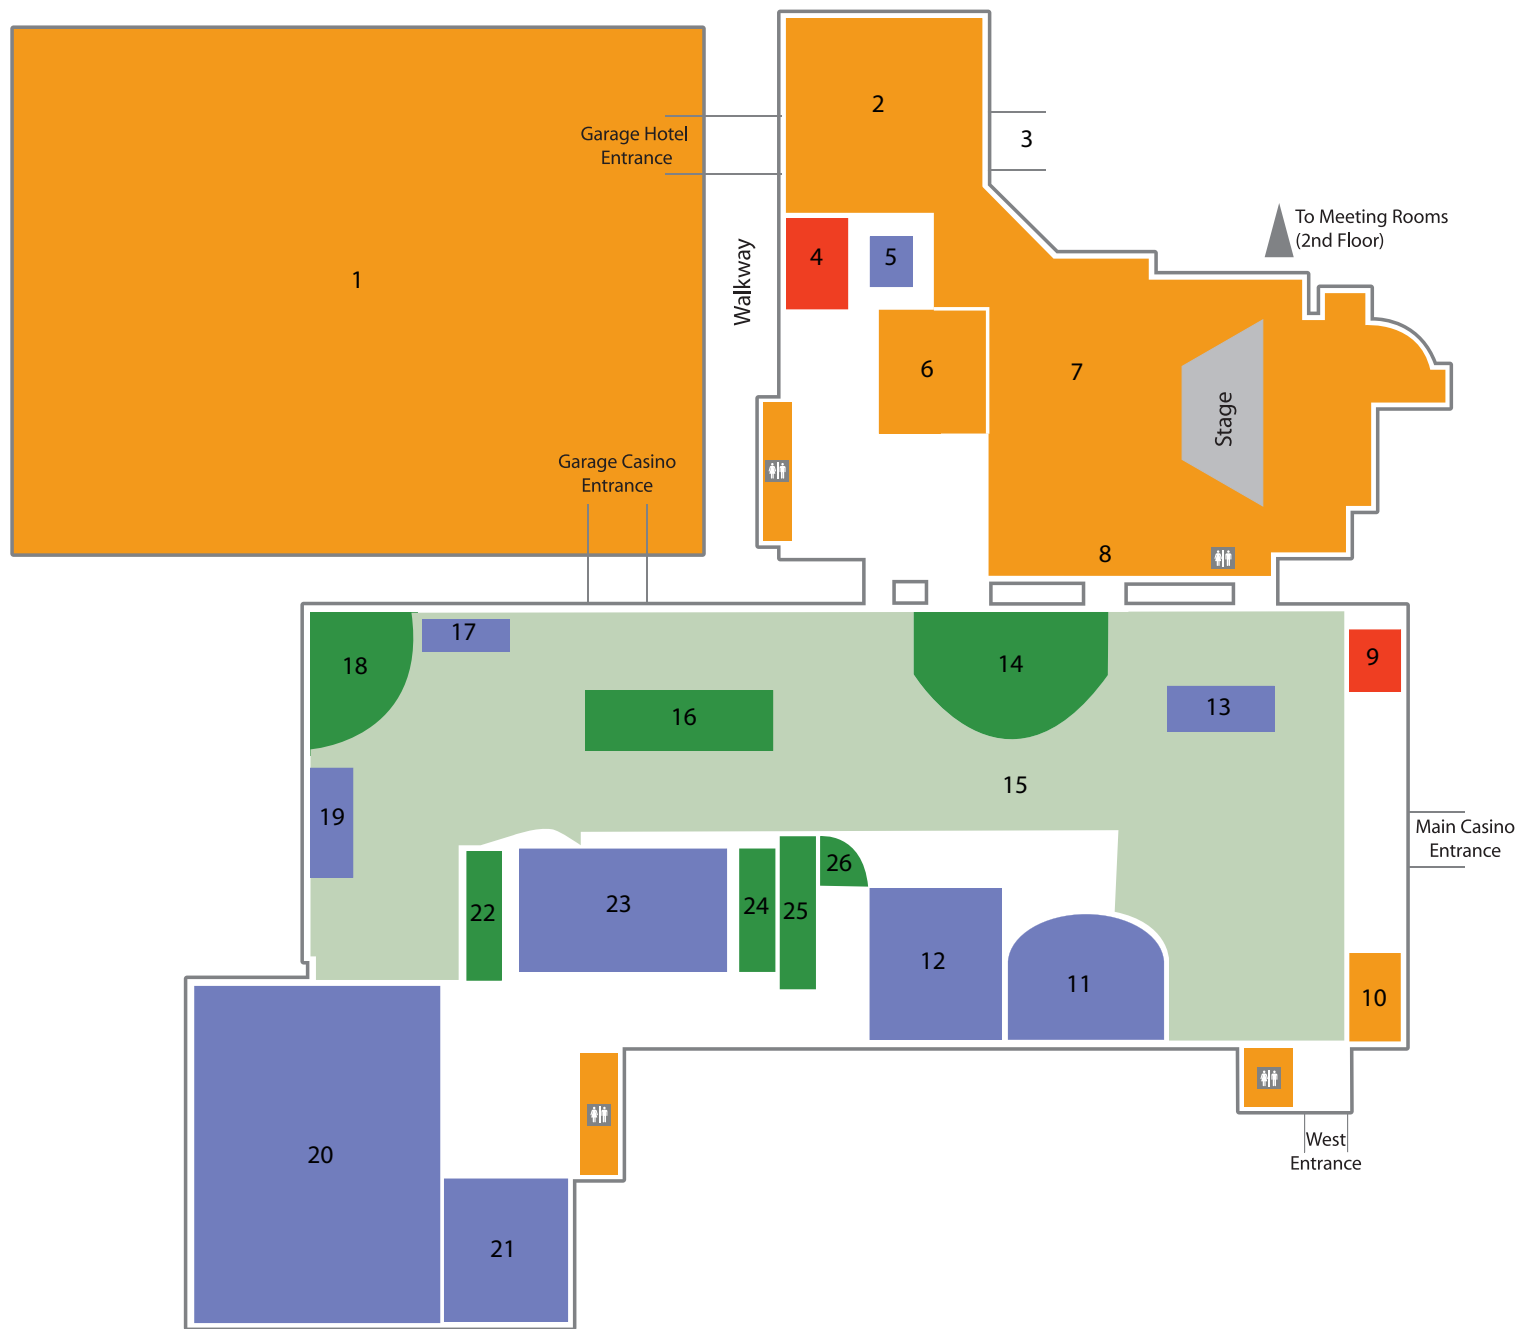 2
Garage Hotel
Entrance
3
To Meeting Rooms
(2nd Floor)
4
5
1
Walkway
6
7
Stage
Garage Casino
Entrance
8
17
18
14
9
16
13
15
19
Main Casino
Entrance
26
22
23
24
25
12
11
10
20
West
Entrance
21